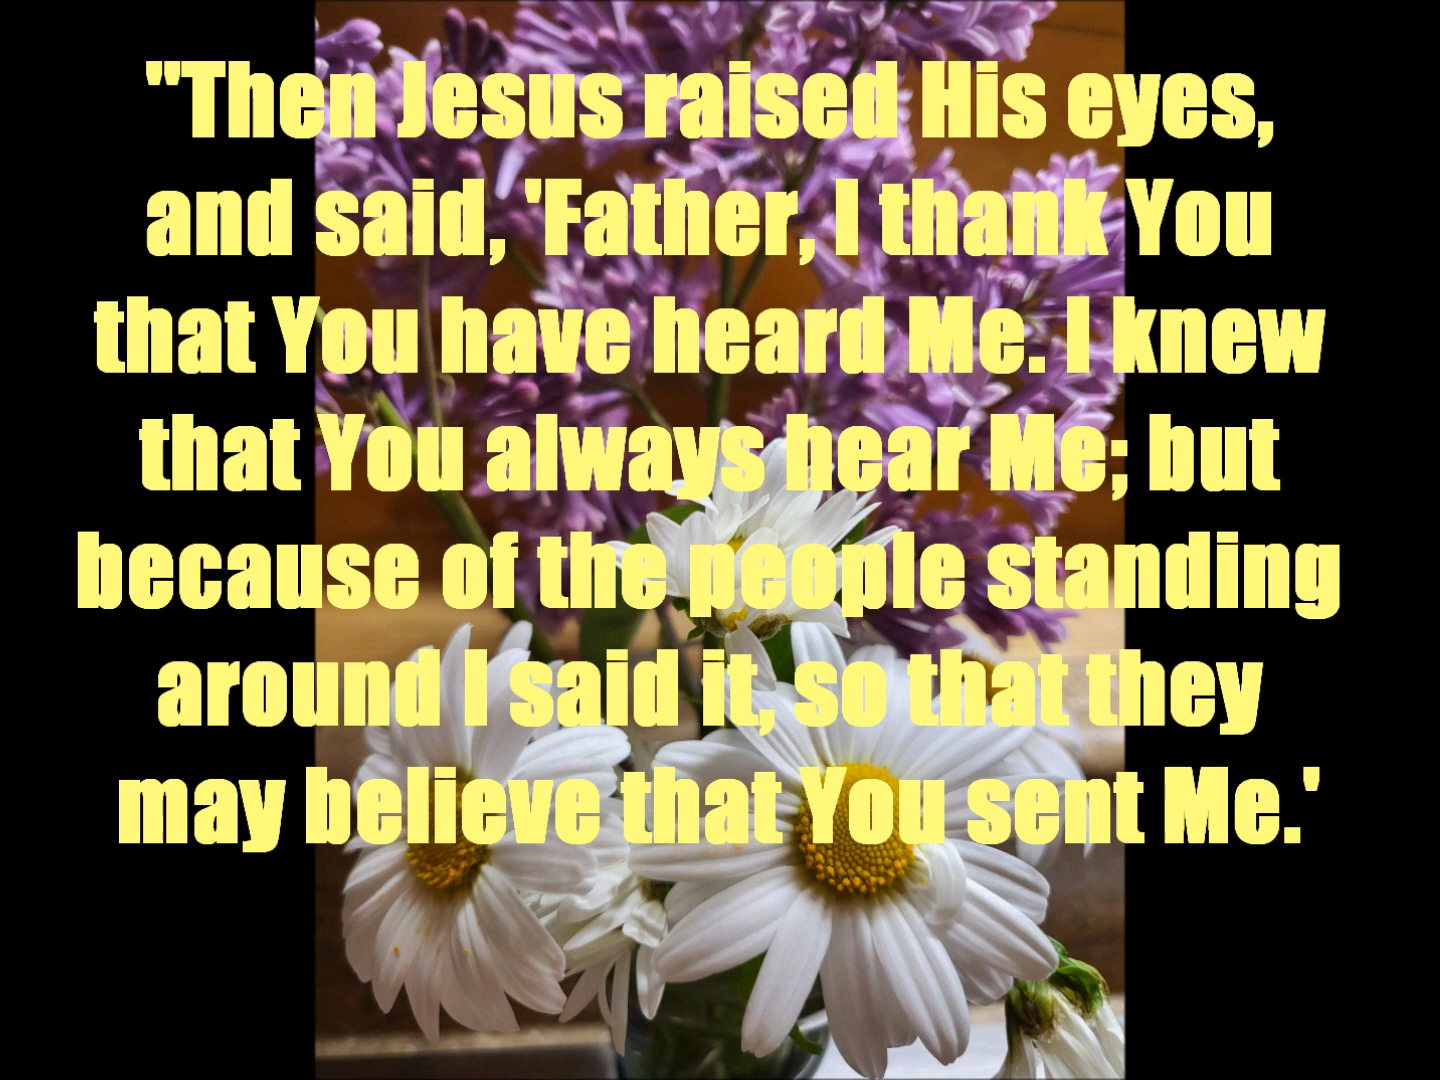 "Then Jesus raised His eyes,
and said, 'Father, I thank You
that You have heard Me. I knew
that You always hear Me; but
because of the people standing
around I said it, so that they
may believe that You sent Me.'